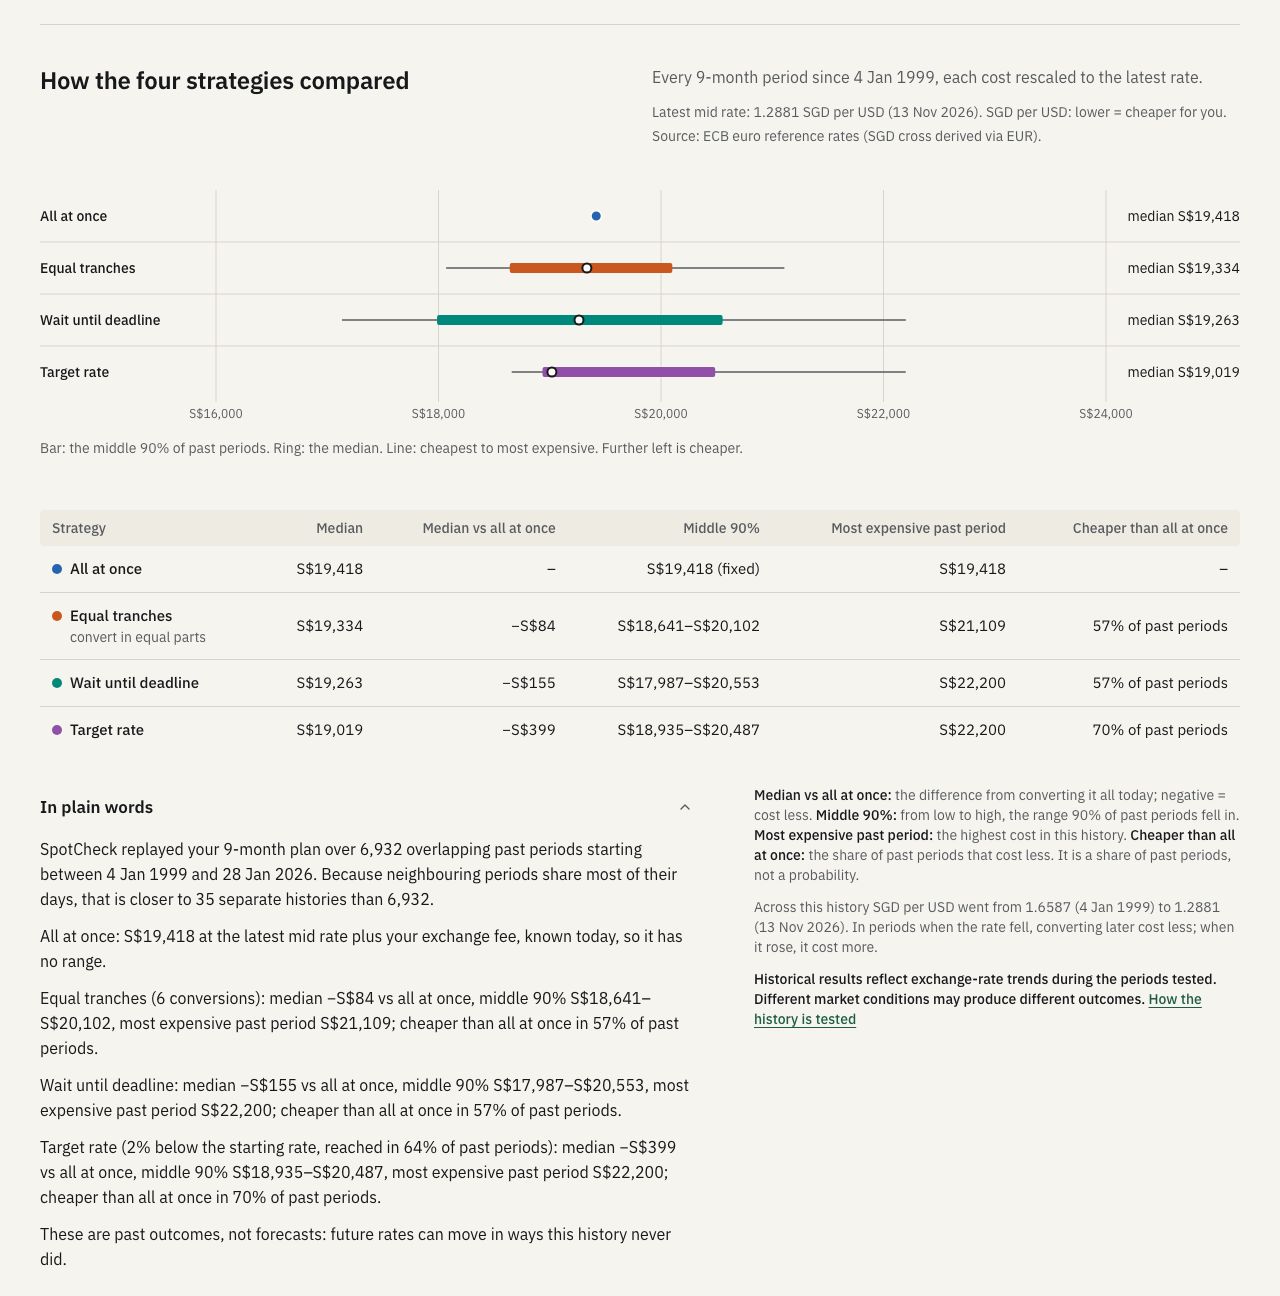 How the four strategies compared
Every 9-month period since 4 Jan 1999, each cost rescaled to the latest rate.
Latest mid rate: 1.2881 SGD per USD (13 Nov 2026). SGD per USD: lower = cheaper for you.
Source: ECB euro reference rates (SGD cross derived via EUR).
All at once
median S$19,418
Equal tranches
median S$19,334
Wait until deadline
median S$19,263
Target rate
median S$19,019
S$16,000
S$18,000
S$20,000
S$22,000
S$24,000
Bar: the middle 90% of past periods. Ring: the median. Line: cheapest to most expensive. Further left is cheaper.
Strategy Median Median vs all at once Middle 90% Most expensive past period Cheaper than all at once
All at once S$19,418 – S$19,418 (fixed) S$19,418 –
Equal tranches S$19,334 −S$84 S$18,641–S$20,102 S$21,109 57% of past periods
convert in equal parts
Wait until deadline S$19,263 −S$155 S$17,987–S$20,553 S$22,200 57% of past periods
Target rate S$19,019 −S$399 S$18,935–S$20,487 S$22,200 70% of past periods
In plain words
SpotCheck replayed your 9-month plan over 6,932 overlapping past periods starting
between 4 Jan 1999 and 28 Jan 2026. Because neighbouring periods share most of their
days, that is closer to 35 separate histories than 6,932.
All at once: S$19,418 at the latest mid rate plus your exchange fee, known today, so it has
no range.
Equal tranches (6 conversions): median −S$84 vs all at once, middle 90% S$18,641–
S$20,102, most expensive past period S$21,109; cheaper than all at once in 57% of past
periods.
Wait until deadline: median −S$155 vs all at once, middle 90% S$17,987–S$20,553, most
expensive past period S$22,200; cheaper than all at once in 57% of past periods.
Target rate (2% below the starting rate, reached in 64% of past periods): median −S$399
vs all at once, middle 90% S$18,935–S$20,487, most expensive past period S$22,200;
cheaper than all at once in 70% of past periods.
These are past outcomes, not forecasts: future rates can move in ways this history never
did.
Median vs all at once: the difference from converting it all today; negative =
cost less. Middle 90%: from low to high, the range 90% of past periods fell in.
Most expensive past period: the highest cost in this history. Cheaper than all
at once: the share of past periods that cost less. It is a share of past periods,
not a probability.
Across this history SGD per USD went from 1.6587 (4 Jan 1999) to 1.2881
(13 Nov 2026). In periods when the rate fell, converting later cost less; when
it rose, it cost more.
Historical results reflect exchange-rate trends during the periods tested.
Different market conditions may produce different outcomes. How the
history is tested